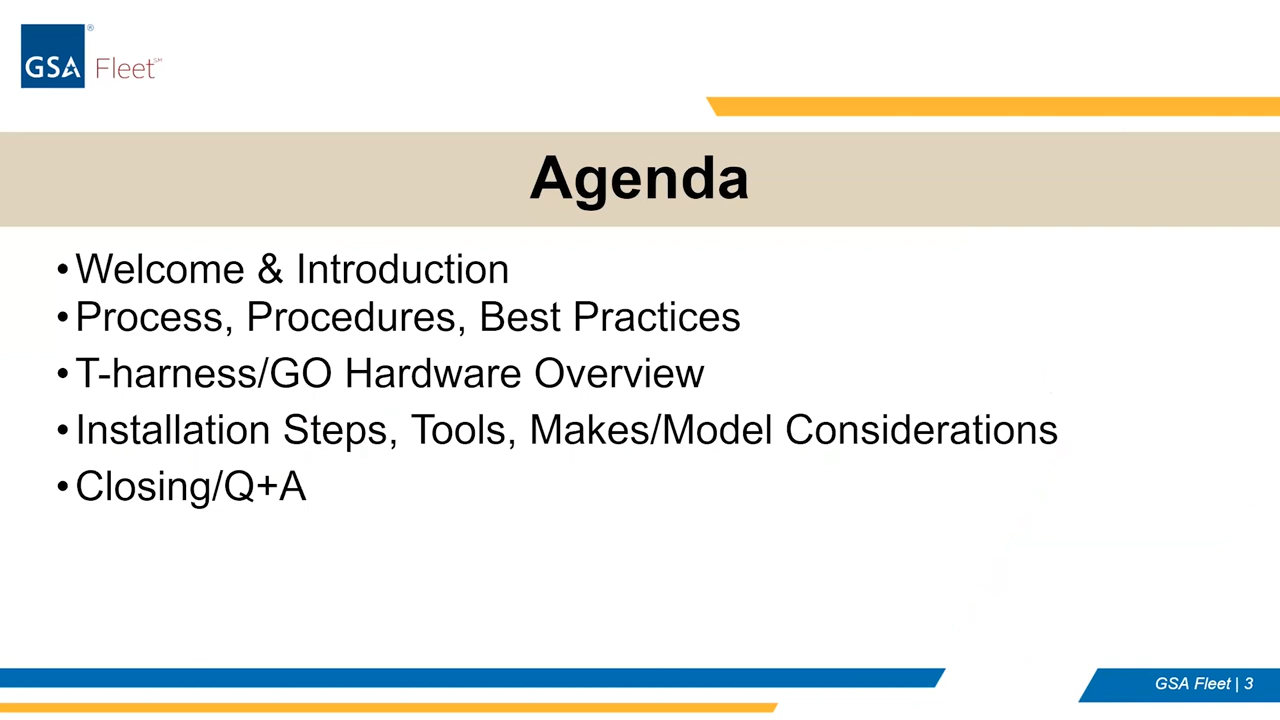 GSA Fleet℠
®
Agenda
•Welcome & Introduction
•Process, Procedures, Best Practices
•T-harness/GO Hardware Overview
•Installation Steps, Tools, Makes/Model Considerations
•Closing/Q+A
GSA Fleet | 3